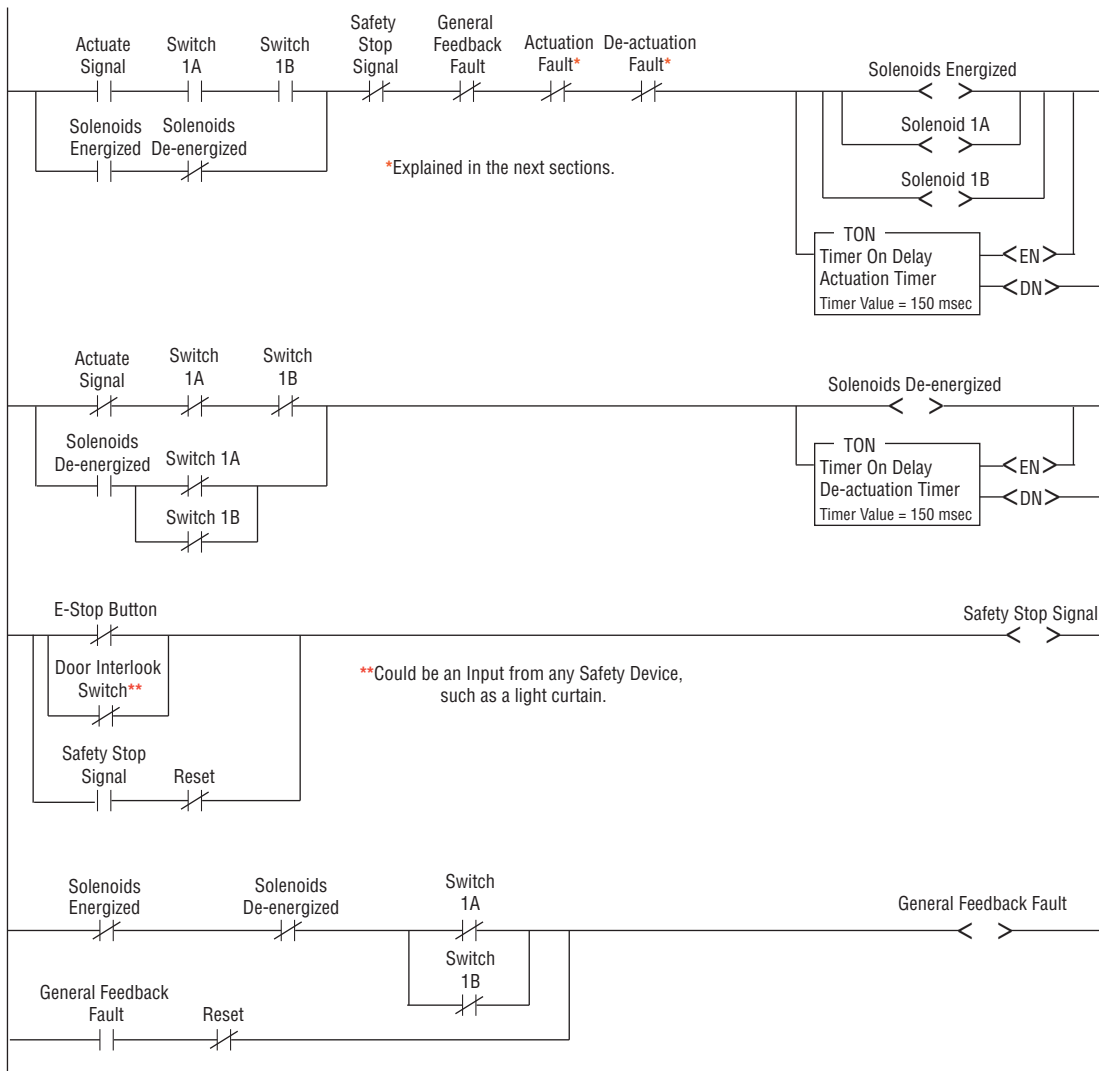 Actuate
Signal
Switch
1A
Switch
1B
Safety
Stop
Signal
General
Feedback
Fault
Actuation
Fault*
De-actuation
Fault*
Solenoids Energized
Solenoid 1A
Solenoid 1B
Solenoids
Energized
Solenoids
De-energized
*Explained in the next sections.
TON
Timer On Delay
Actuation Timer
Timer Value = 150 msec
EN
DN
Actuate
Signal
Switch
1A
Switch
1B
Solenoids De-energized
Solenoids
De-energized
Switch 1A
Switch 1B
TON
Timer On Delay
De-actuation Timer
Timer Value = 150 msec
EN
DN
E-Stop Button
Safety Stop Signal
Door Interlook
Switch**
**Could be an Input from any Safety Device,
such as a light curtain.
Safety Stop
Signal
Reset
Solenoids
Energized
Solenoids
De-energized
Switch
1A
General Feedback Fault
Switch
1B
General Feedback
Fault
Reset